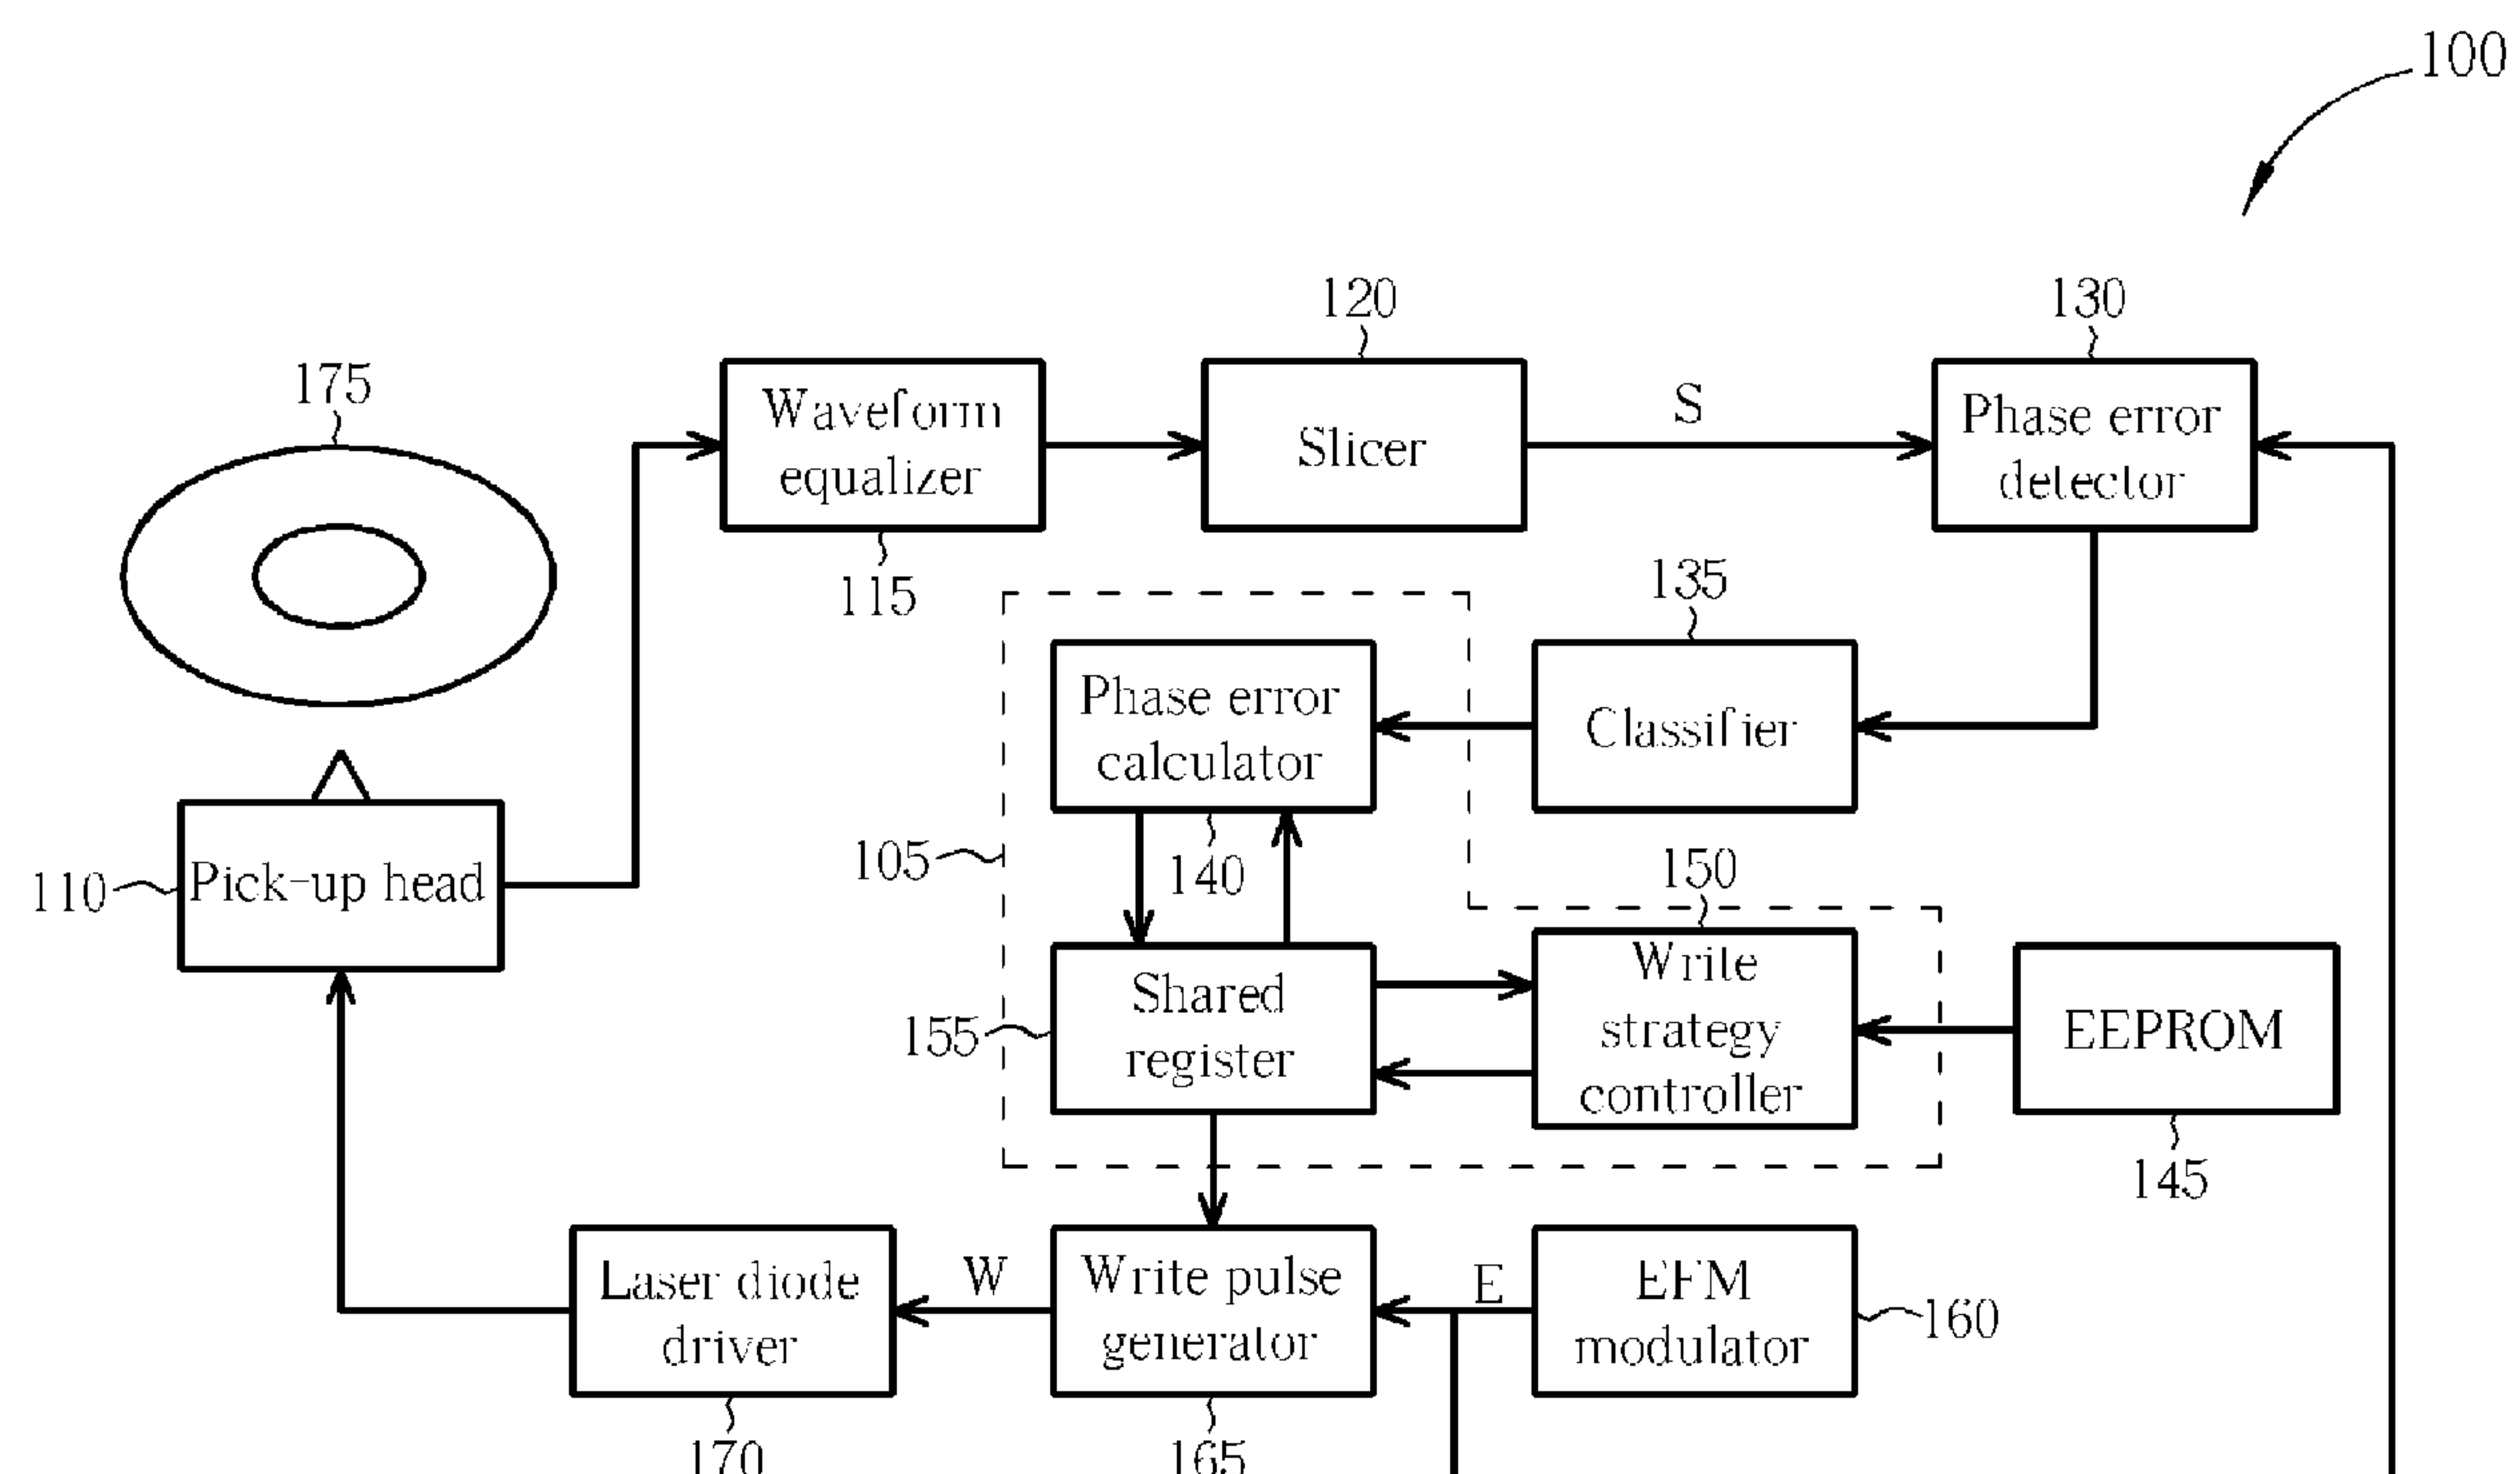 100
120
130
175
Waveform
equalizer
Slicer
S
Phase error
detector
115
135
Phase error
calculator
Classifier
105
140
150
110
Pick-up head
Shared
register
155
Write
strategy
controller
EEPROM
145
Laser diode
driver
W
Write pulse
generator
E
EFM
modulator
160
170
165